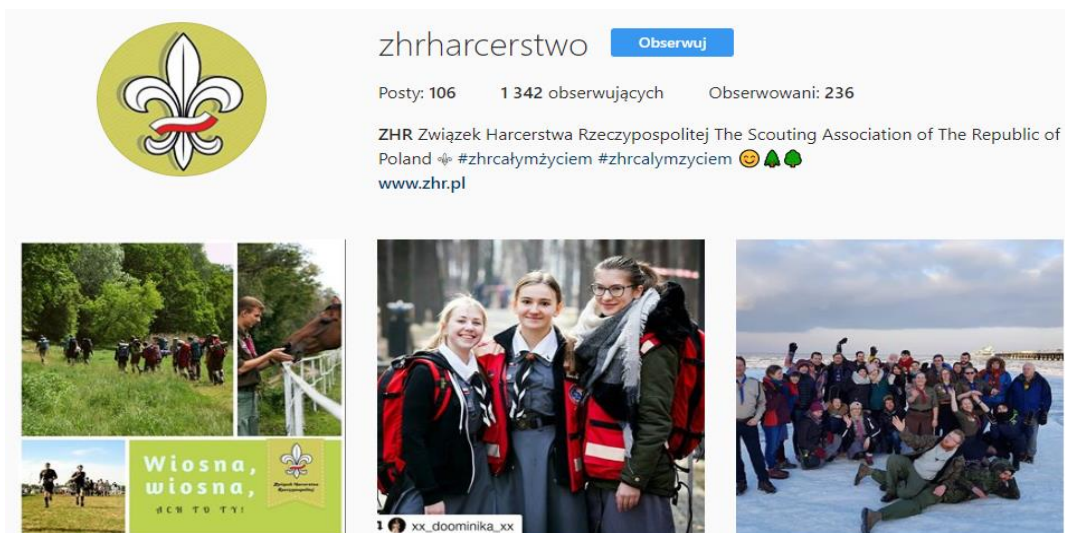 zhrharcerstwo Obserwuj
Posty: 106 1 342 obserwujących Obserwowani: 236
ZHR Związek Harcerstwa Rzeczypospolitej The Scouting Association of The Republic of
Poland ⚜ #zhrcałymżyciem #zhrcalymzyciem 😊🌲🌳
www.zhr.pl
Wiosna,
wiosna,
ACH TO TY!
Związek Harcerstwa
Rzeczypospolitej
xx_doominika_xx